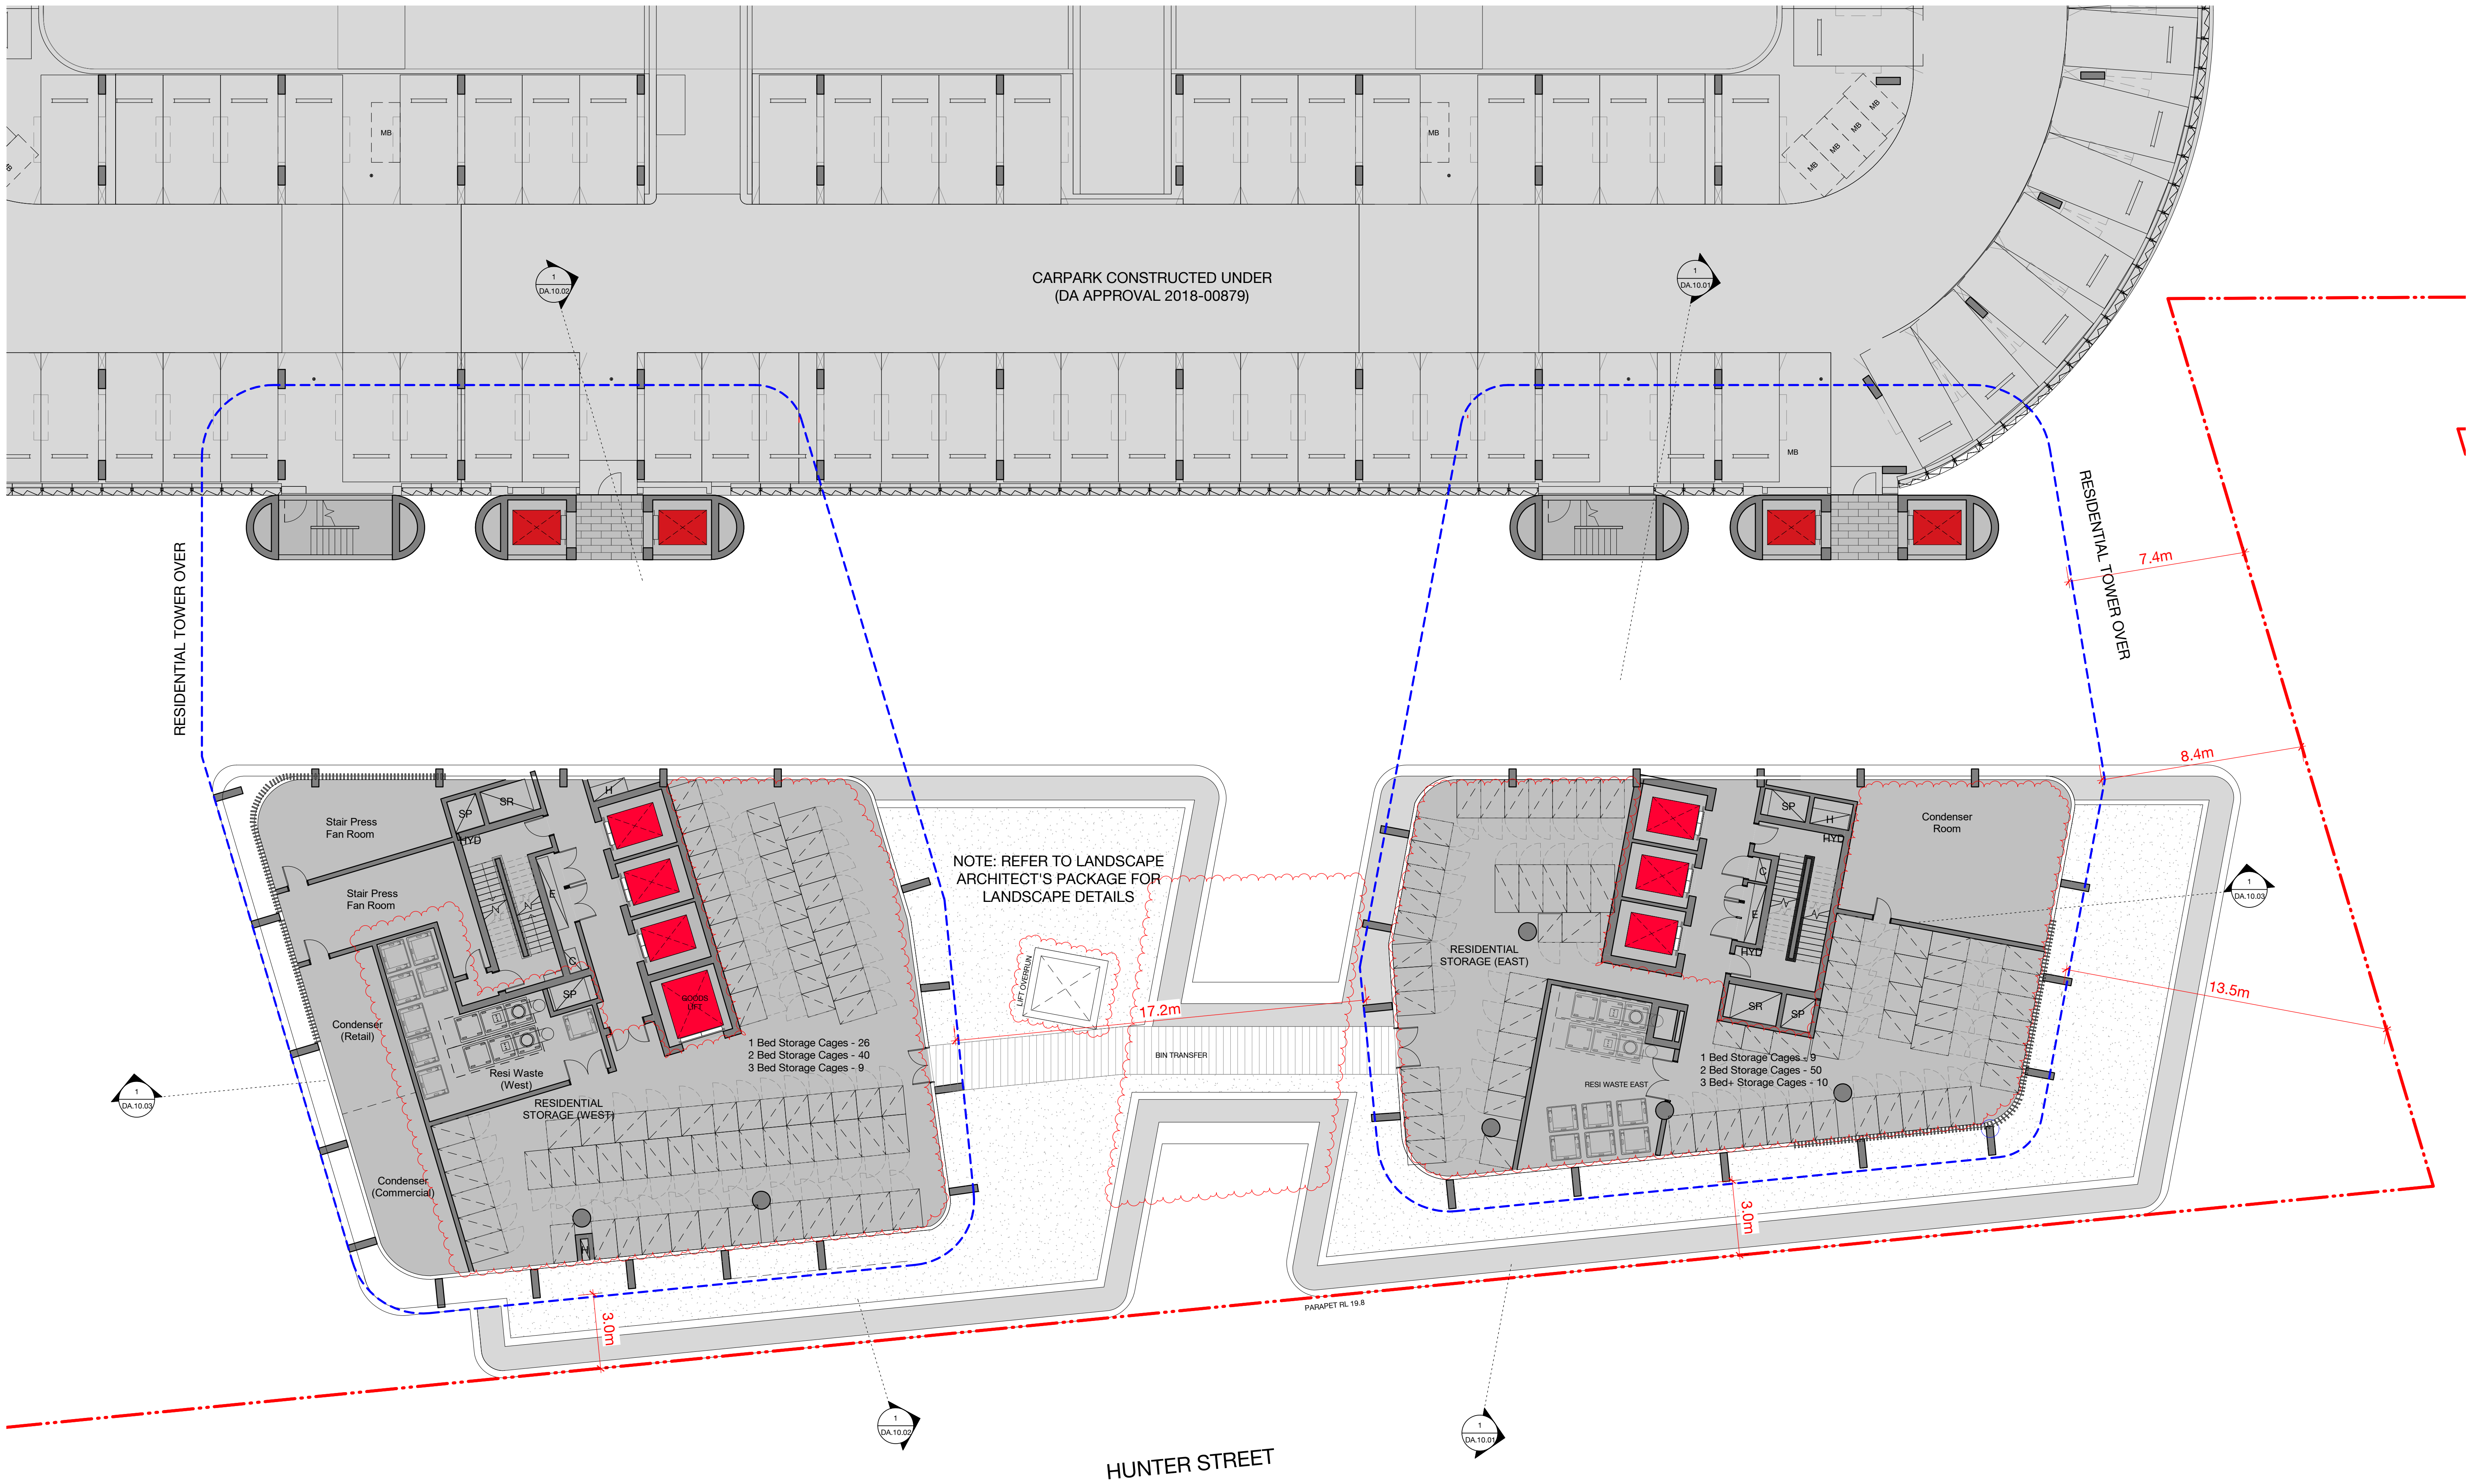 MB
MB
MB
MB
MB
MB
MB
CARPARK CONSTRUCTED UNDER
(DA APPROVAL 2018-00879)
1
DA.10.02
1
DA.10.01
MB
RESIDENTIAL TOWER OVER
RESIDENTIAL TOWER OVER
7.4m
8.4m
13.5m
Stair Press
Fan Room
SP
SR
HYD
H
Stair Press
Fan Room
E
C
SP
GOODS
LIFT
Condenser
(Retail)
Resi Waste
(West)
1 Bed Storage Cages - 26
2 Bed Storage Cages - 40
3 Bed Storage Cages - 9
RESIDENTIAL
STORAGE (WEST)
Condenser
(Commercial)
H
NOTE: REFER TO LANDSCAPE
ARCHITECT'S PACKAGE FOR
LANDSCAPE DETAILS
LIFT OVERRUN
17.2m
BIN TRANSFER
SP
H
HYD
Condenser
Room
C
E
HYD
RESIDENTIAL
STORAGE (EAST)
SR
SP
1 Bed Storage Cages - 9
2 Bed Storage Cages - 50
3 Bed+ Storage Cages - 10
RESI WASTE EAST
1
DA.10.03
1
DA.10.03
3.0m
3.0m
PARAPET RL 19.8
1
DA.10.02
1
DA.10.01
HUNTER STREET